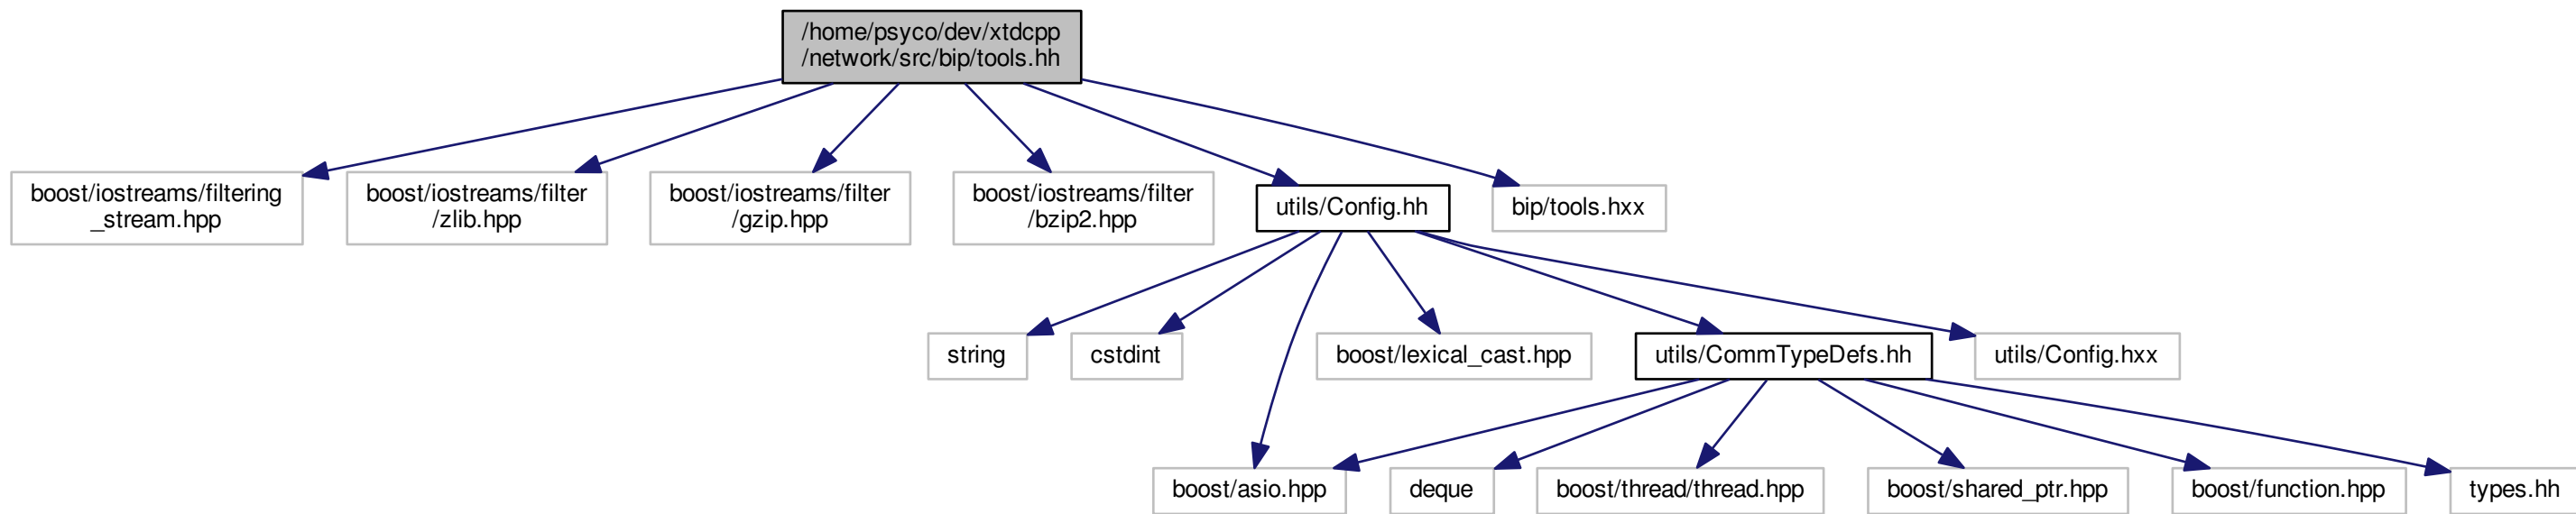 /home/psyco/dev/xtdcpp
/network/src/bip/tools.hh
boost/iostreams/filtering
_stream.hpp
boost/iostreams/filter
/zlib.hpp
boost/iostreams/filter
/gzip.hpp
boost/iostreams/filter
/bzip2.hpp
utils/Config.hh
bip/tools.hxx
string
cstdint
boost/lexical_cast.hpp
utils/CommTypeDefs.hh
utils/Config.hxx
boost/asio.hpp
deque
boost/thread/thread.hpp
boost/shared_ptr.hpp
boost/function.hpp
types.hh